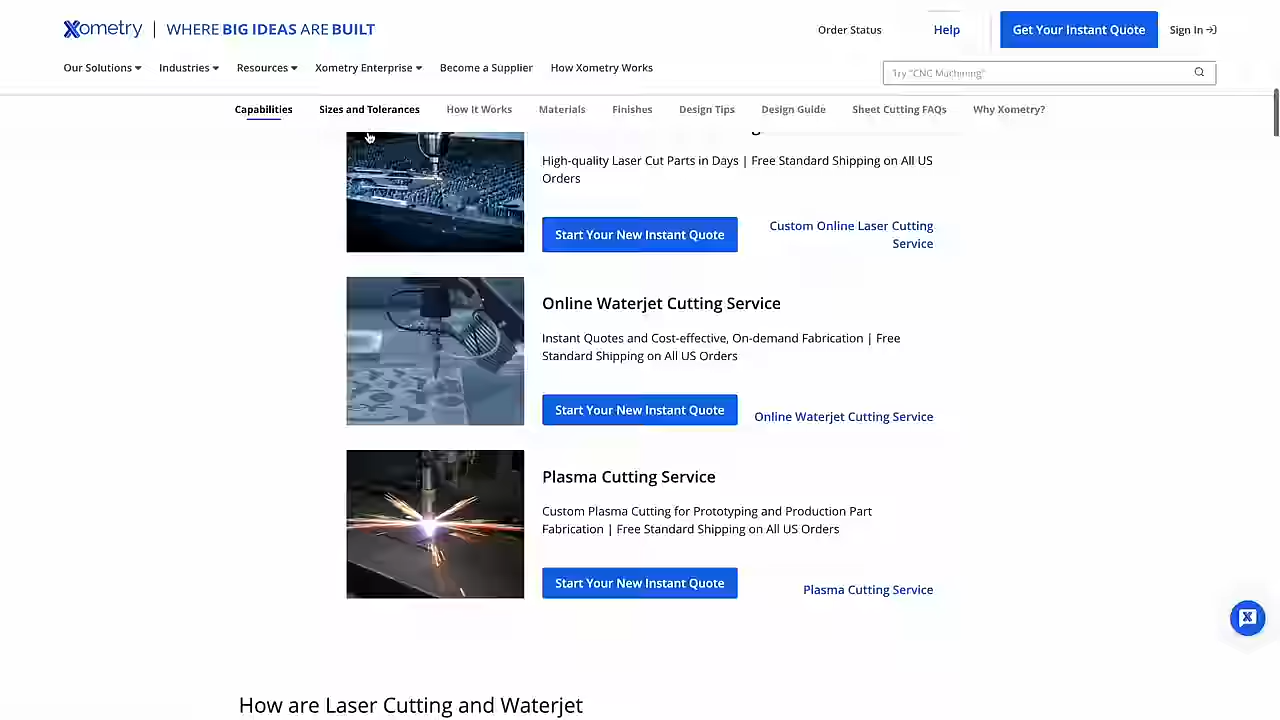 Xometry | WHERE BIG IDEAS ARE BUILT
Order Status
Help
Get Your Instant Quote
Sign In
Our Solutions
Industries
Resources
Xometry Enterprise
Become a Supplier
How Xometry Works
Try "CNC Machining"
Capabilities
Sizes and Tolerances
How It Works
Materials
Finishes
Design Tips
Design Guide
Sheet Cutting FAQs
Why Xometry?
High-quality Laser Cut Parts in Days | Free Standard Shipping on All US
Orders
Start Your New Instant Quote
Custom Online Laser Cutting
Service
Online Waterjet Cutting Service
Instant Quotes and Cost-effective, On-demand Fabrication | Free
Standard Shipping on All US Orders
Start Your New Instant Quote
Online Waterjet Cutting Service
Plasma Cutting Service
Custom Plasma Cutting for Prototyping and Production Part
Fabrication | Free Standard Shipping on All US Orders
Start Your New Instant Quote
Plasma Cutting Service
How are Laser Cutting and Waterjet